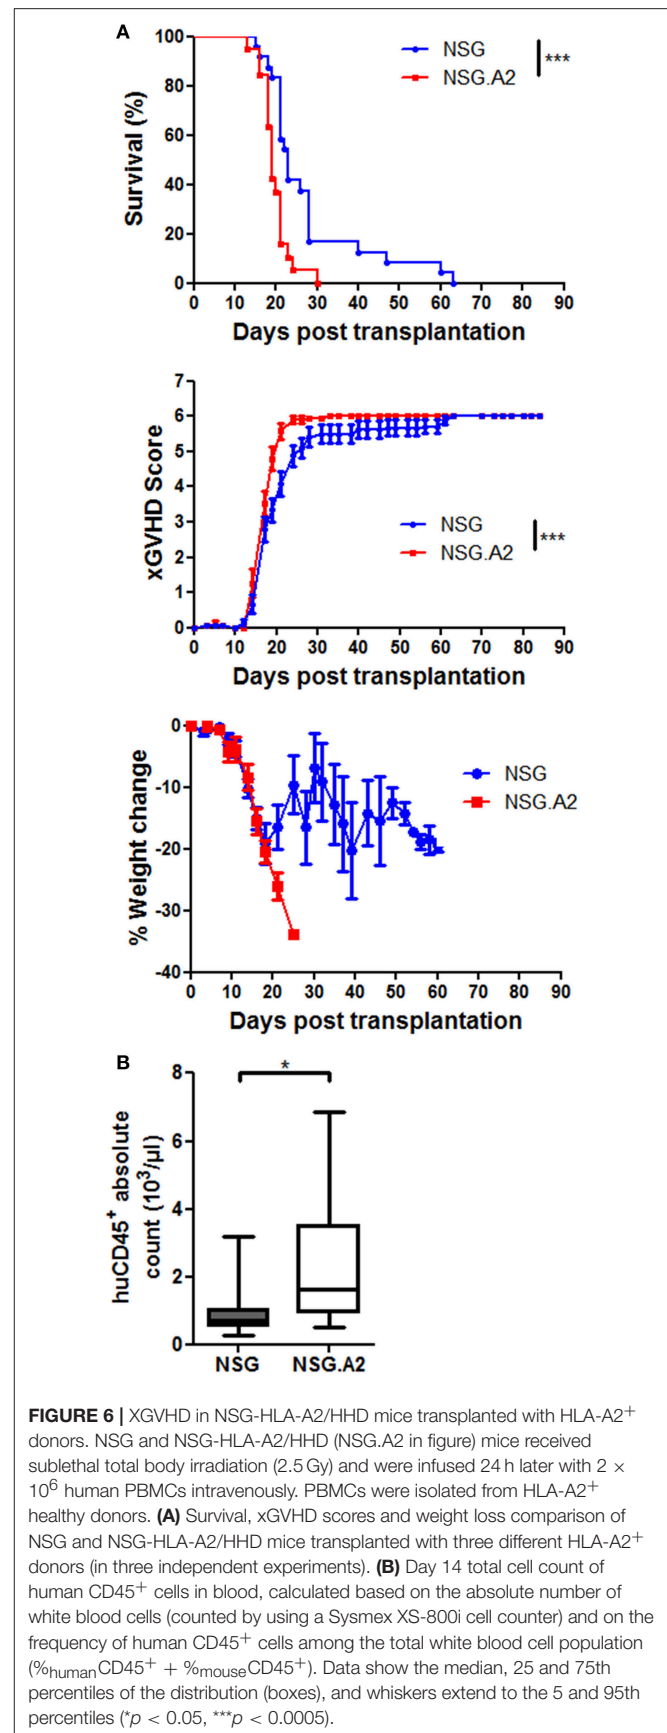 A
100
80
60
40
20
0
Survival (%)
NSG
NSG.A2
***
0 10 20 30 40 50 60 70 80 90
Days post transplantation
7
6
5
4
3
2
1
0
xGVHD Score
NSG
NSG.A2
***
0 10 20 30 40 50 60 70 80 90
Days post transplantation
0
-10
-20
-30
-40
% Weight change
NSG
NSG.A2
0 10 20 30 40 50 60 70 80 90
Days post transplantation
B
8
6
4
2
0
huCD45⁺ absolute
count (10³/µl)
*
NSG NSG.A2
FIGURE 6 | XGVHD in NSG-HLA-A2/HHD mice transplanted with HLA-A2⁺
donors. NSG and NSG-HLA-A2/HHD (NSG.A2 in figure) mice received
sublethal total body irradiation (2.5 Gy) and were infused 24 h later with 2 ×
10⁶ human PBMCs intravenously. PBMCs were isolated from HLA-A2⁺
healthy donors. (A) Survival, xGVHD scores and weight loss comparison of
NSG and NSG-HLA-A2/HHD mice transplanted with three different HLA-A2⁺
donors (in three independent experiments). (B) Day 14 total cell count of
human CD45⁺ cells in blood, calculated based on the absolute number of
white blood cells (counted by using a Sysmex XS-800i cell counter) and on the
frequency of human CD45⁺ cells among the total white blood cell population
(%humanCD45⁺ + %mouseCD45⁺). Data show the median, 25 and 75th
percentiles of the distribution (boxes), and whiskers extend to the 5 and 95th
percentiles (*p < 0.05, ***p < 0.0005).